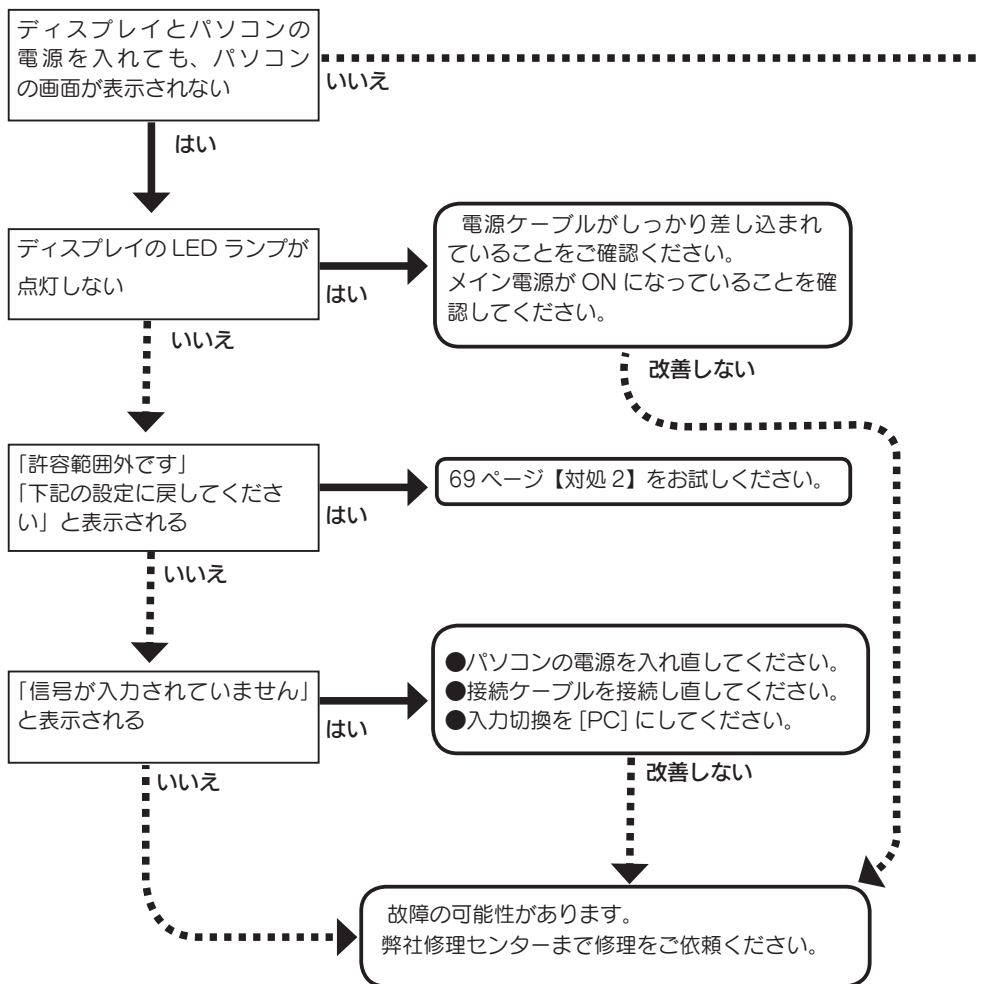 ディスプレイとパソコンの
電源を入れても、パソコン
の画面が表示されない
いいえ
はい
ディスプレイの LED ランプが
点灯しない
はい
電源ケーブルがしっかり差し込まれ
ていることをご確認ください。
メイン電源が ON になっていることを確
認してください。
いいえ
改善しない
「許容範囲外です」
「下記の設定に戻してくださ
い」と表示される
はい
69 ページ【対処 2】をお試しください。
いいえ
「信号が入力されていません」
と表示される
はい
●パソコンの電源を入れ直してください。
●接続ケーブルを接続し直してください。
●入力切換を [PC] にしてください。
いいえ
改善しない
故障の可能性があります。
弊社修理センターまで修理をご依頼ください。